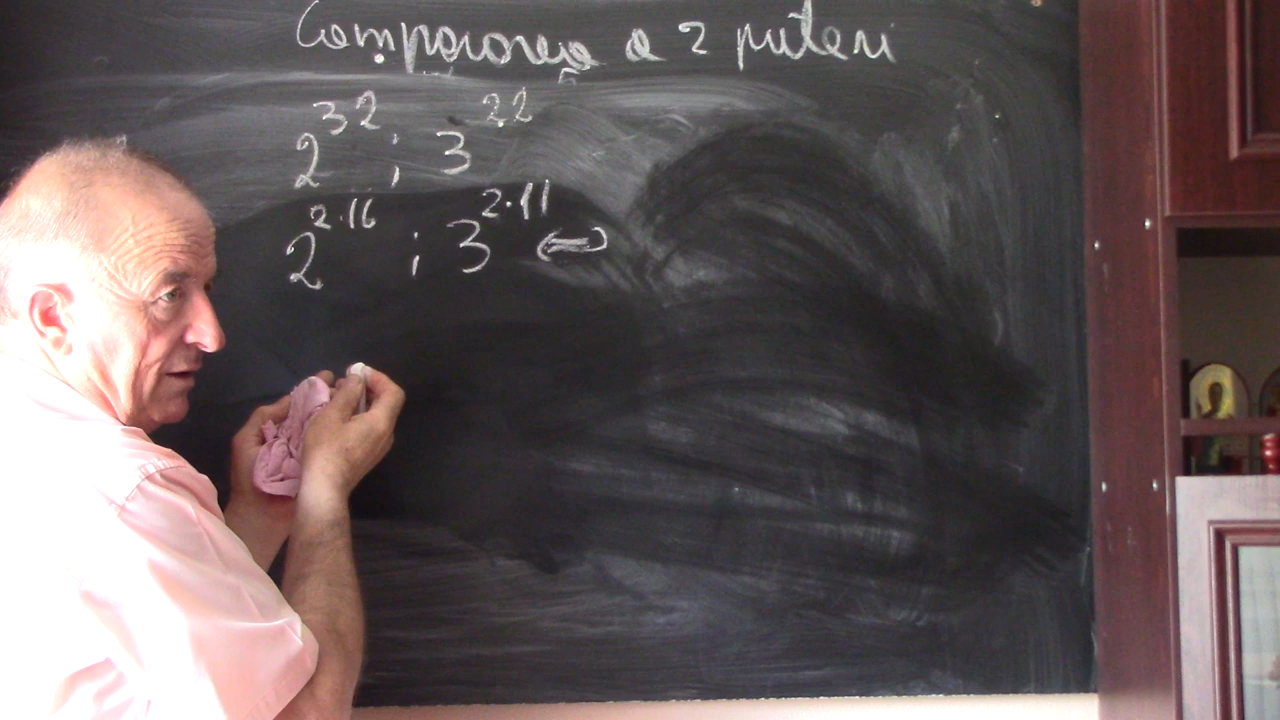 Compararea a 2 puteri
2^32 ; 3^22
2^2·16 ; 3^2·11 ⇔